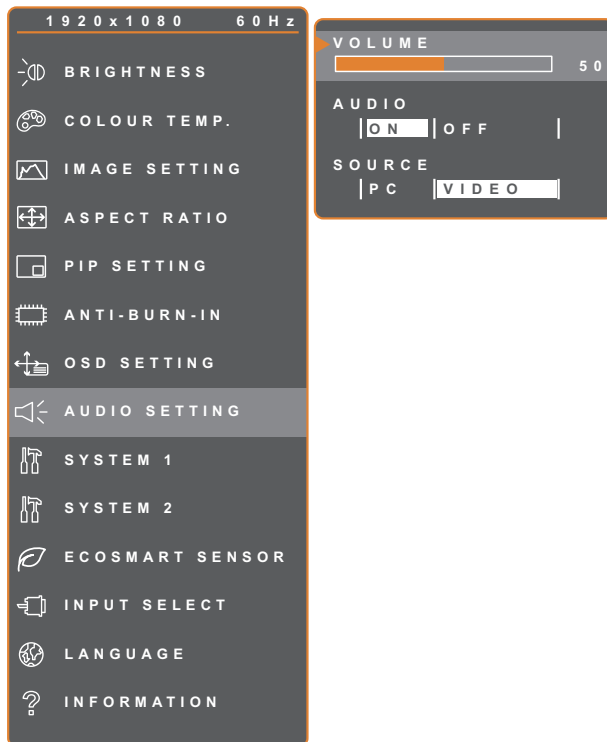 1920x1080 60Hz
BRIGHTNESS
COLOUR TEMP.
IMAGE SETTING
ASPECT RATIO
PIP SETTING
ANTI-BURN-IN
OSD SETTING
AUDIO SETTING
SYSTEM 1
SYSTEM 2
ECOSMART SENSOR
INPUT SELECT
LANGUAGE
INFORMATION
VOLUME
50
AUDIO
ON OFF
SOURCE
PC VIDEO